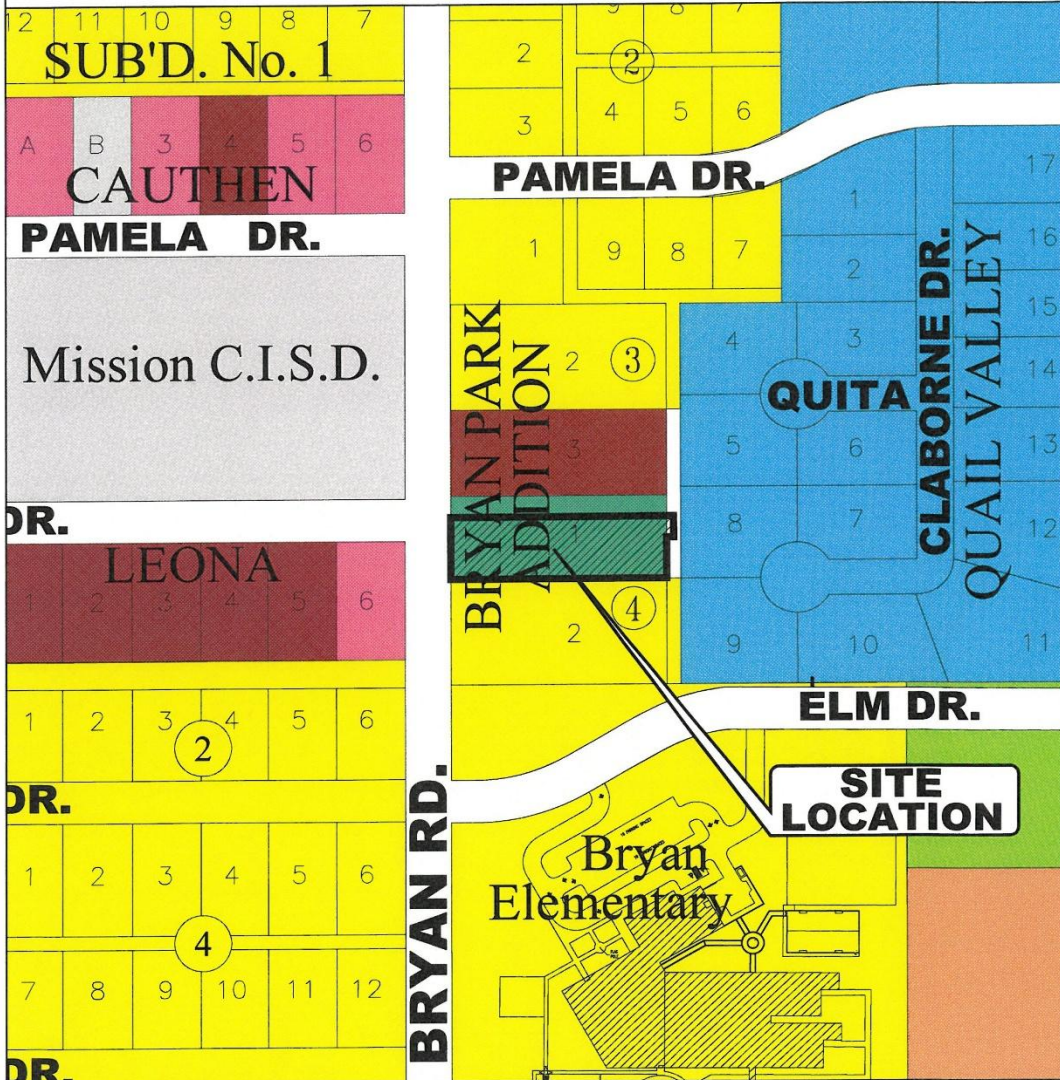 12 11 10 9 8 7
SUB'D. No. 1
A B 3 4 5 6
CAUTHEN
PAMELA DR.
Mission C.I.S.D.
DR.
LEONA
1 2 3 4 5 6
1 2 3 4 5 6
2
DR.
1 2 3 4 5 6
4
7 8 9 10 11 12
DR.
BRYAN RD.
9 8 7
2
2
3 4 5 6
PAMELA DR.
1 9 8 7
BRYAN PARK
ADDITION
2 3
3
1
4
2
1
2
3
4
QUITA
5 6
8 7
9 10 11
CLABORNE DR.
QUAIL VALLEY
17
16
15
14
13
12
ELM DR.
SITE
LOCATION
Bryan
Elementary